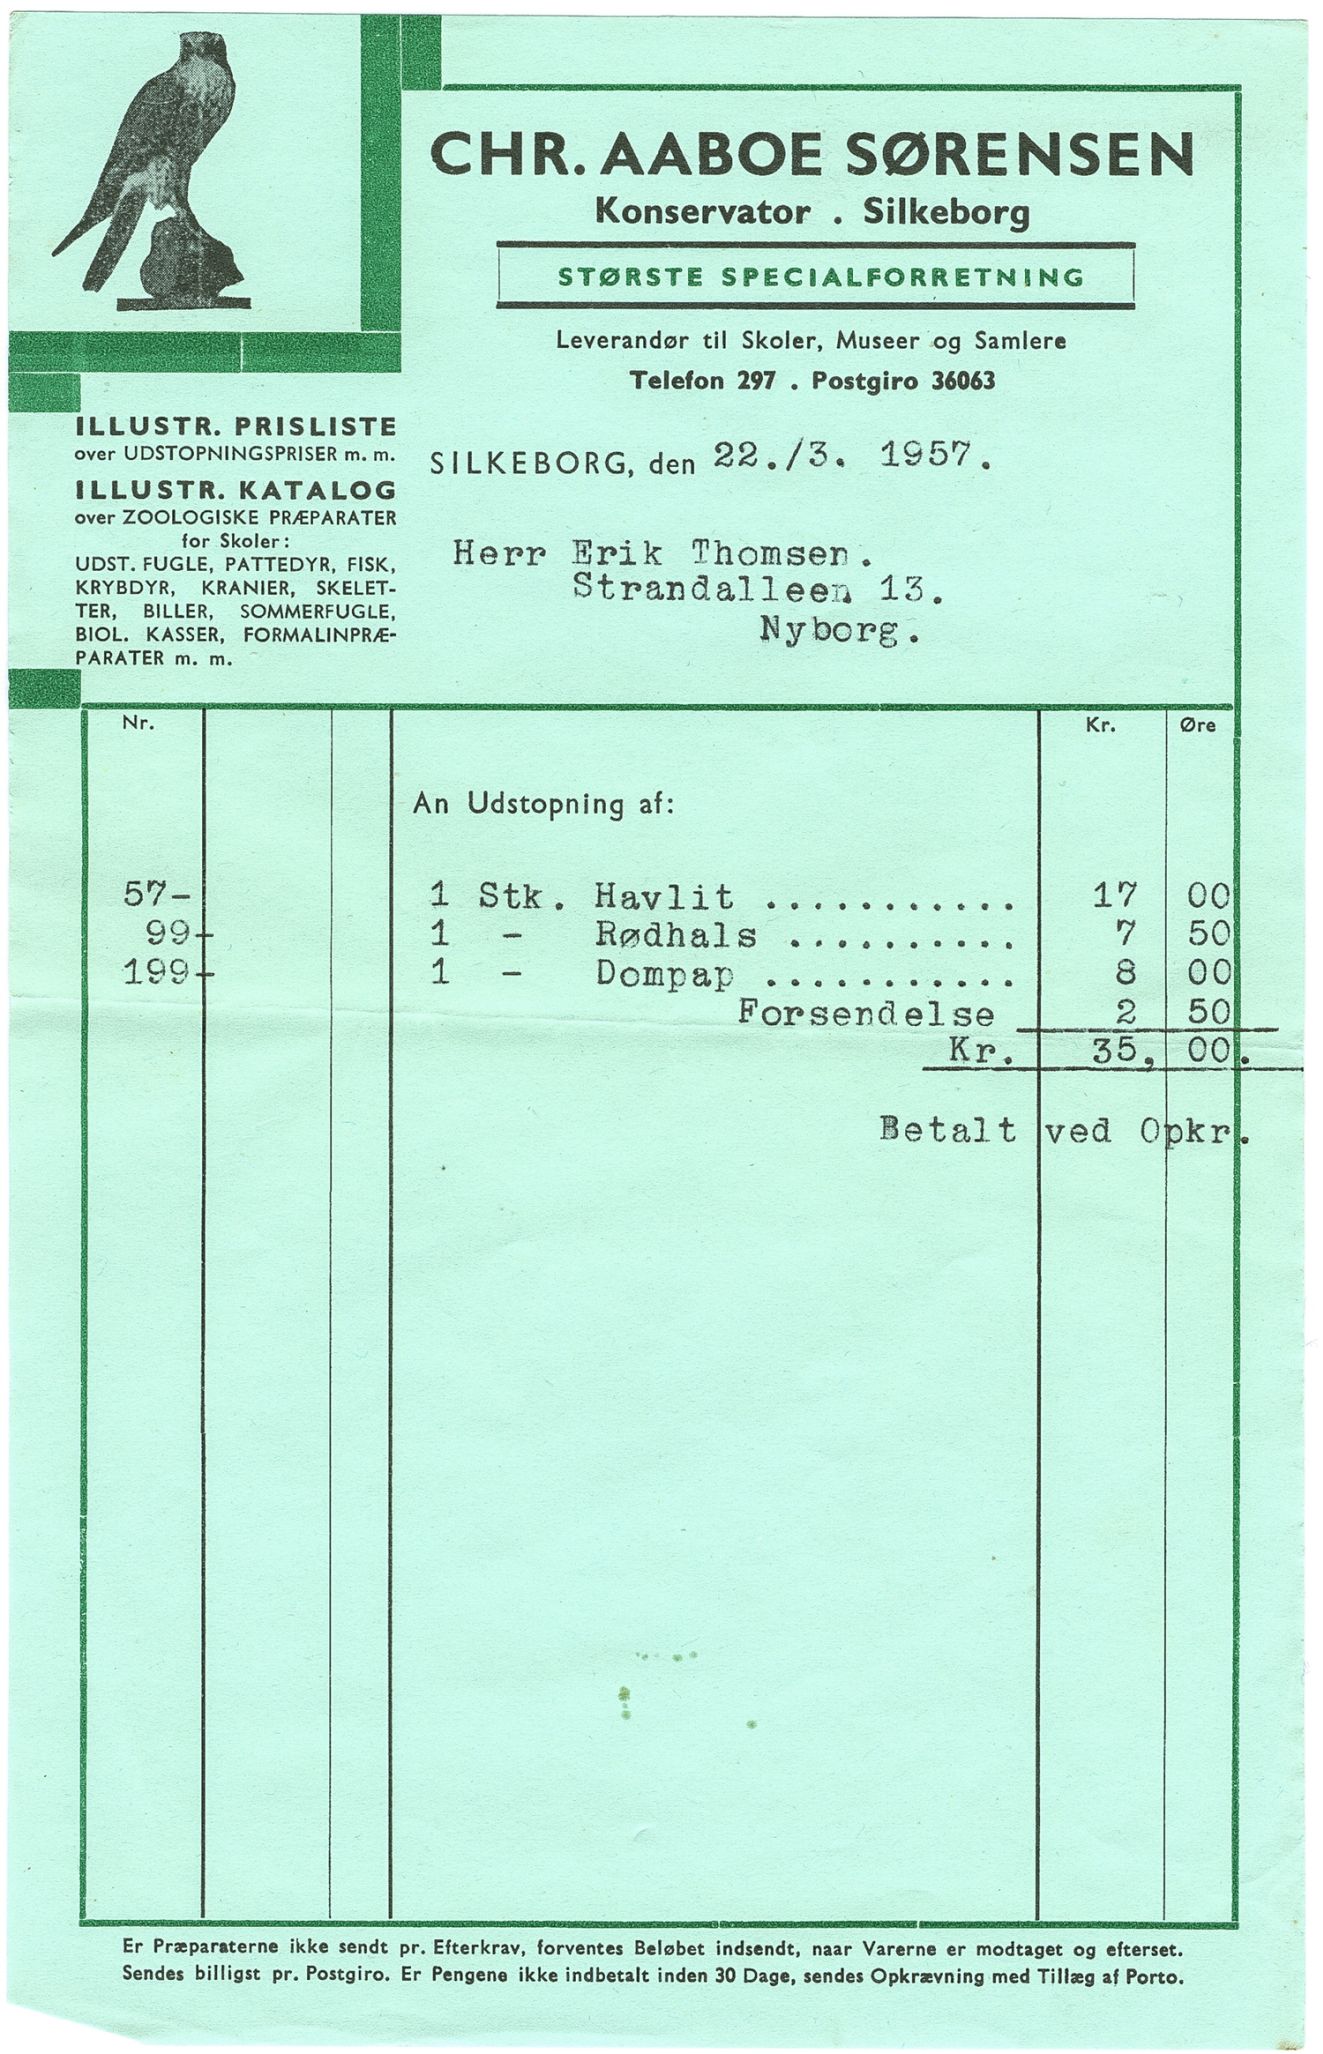 CHR. AABOE SØRENSEN
Konservator . Silkeborg
STØRSTE SPECIALFORRETNING
Leverandør til Skoler, Museer og Samlere
Telefon 297 . Postgiro 36063
ILLUSTR. PRISLISTE
over UDSTOPNINGSPRISER m. m.
ILLUSTR. KATALOG
over ZOOLOGISKE PRÆPARATER
for Skoler:
UDST. FUGLE, PATTEDYR, FISK,
KRYBDYR, KRANIER, SKELET-
TER, BILLER, SOMMERFUGLE,
BIOL. KASSER, FORMALINPRÆ-
PARATER m. m.
SILKEBORG, den 22./3. 1957.
Herr Erik Thomsen.
Strandalleen 13.
Nyborg.
Nr. Kr. Øre
An Udstopning af:
57- 1 Stk. Havlit ........... 17 00
99- 1 - Rødhals .......... 7 50
199- 1 - Dompap ........... 8 00
Forsendelse 2 50
Kr. 35, 00.
Betalt ved Opkr.
Er Præparaterne ikke sendt pr. Efterkrav, forventes Beløbet indsendt, naar Varerne er modtaget og efterset.
Sendes billigst pr. Postgiro. Er Pengene ikke indbetalt inden 30 Dage, sendes Opkrævning med Tillæg af Porto.